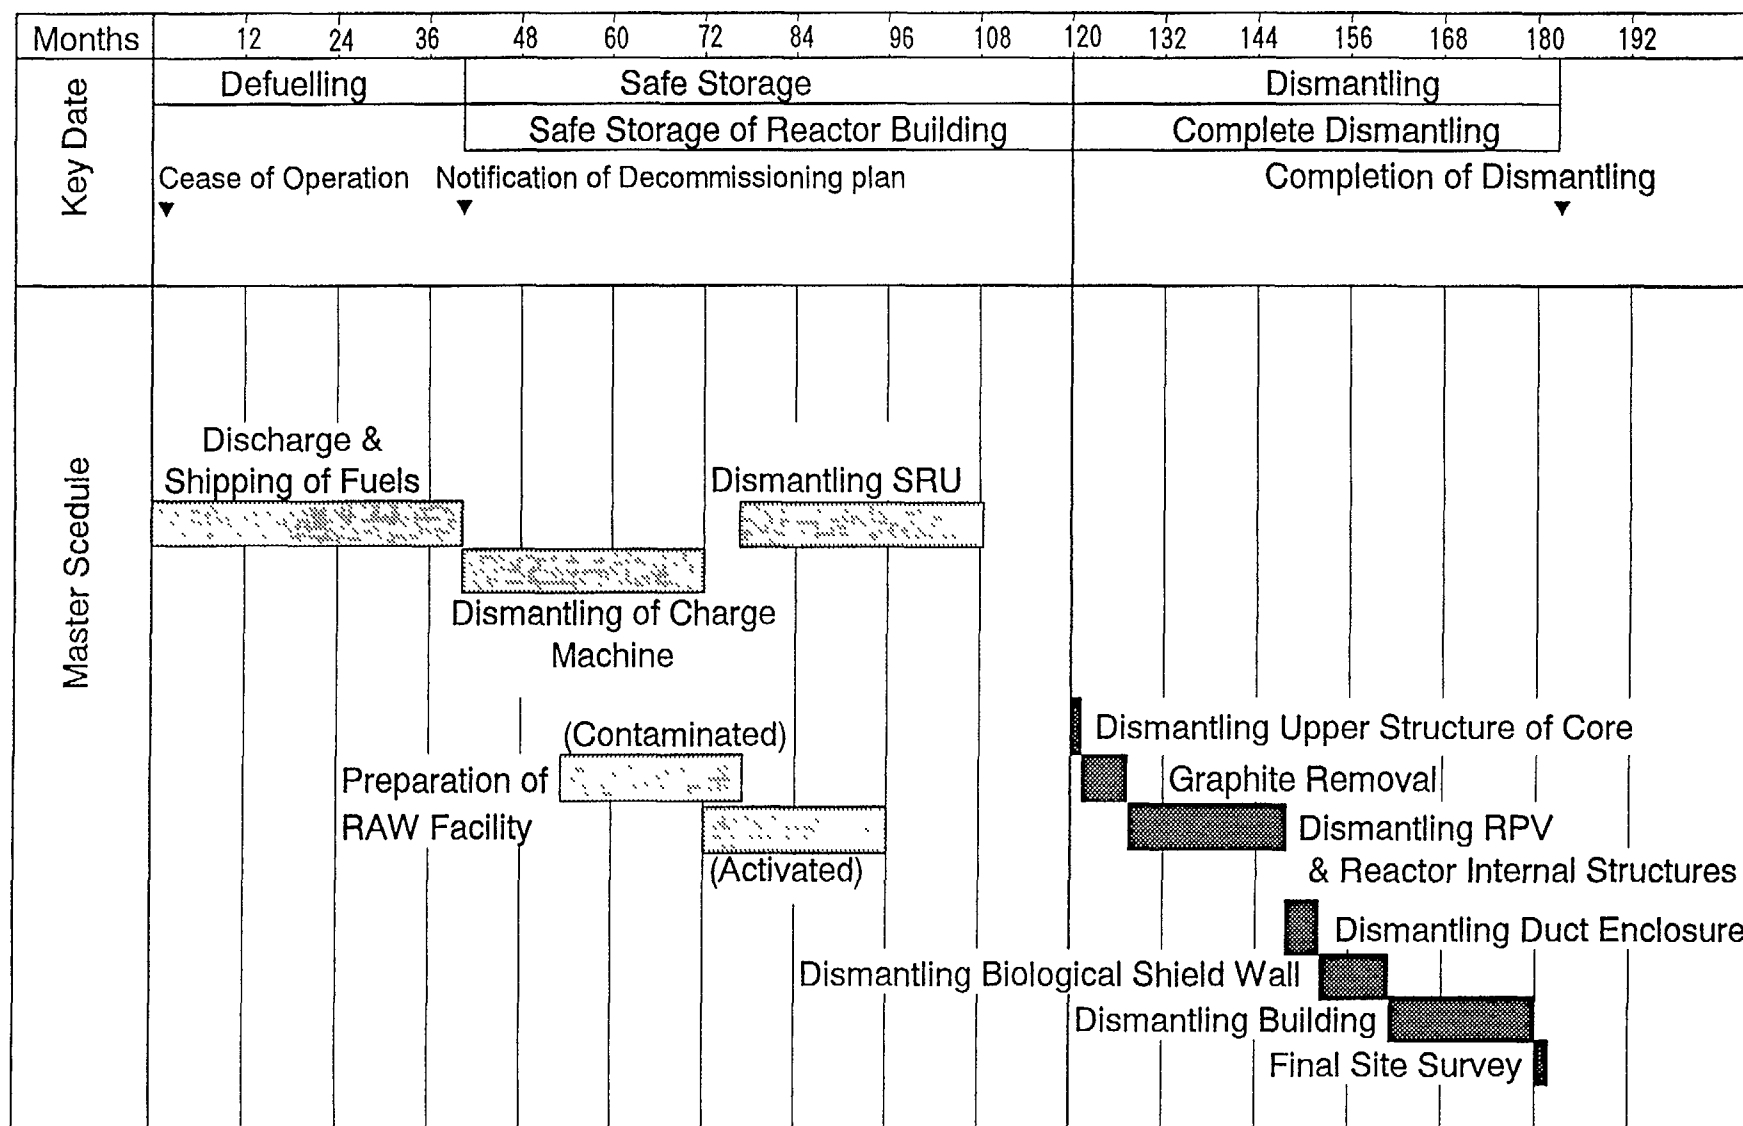 Months 12 24 36 48 60 72 84 96 108 120 132 144 156 168 180 192
Key Date
Defuelling Safe Storage Dismantling
Safe Storage of Reactor Building Complete Dismantling
Cease of Operation Notification of Decommissioning plan Completion of Dismantling
Master Scedule
Discharge &
Shipping of Fuels
Dismantling SRU
Dismantling of Charge
Machine
(Contaminated)
Preparation of
RAW Facility
(Activated)
Dismantling Upper Structure of Core
Graphite Removal
Dismantling RPV
& Reactor Internal Structures
Dismantling Duct Enclosure
Dismantling Biological Shield Wall
Dismantling Building
Final Site Survey